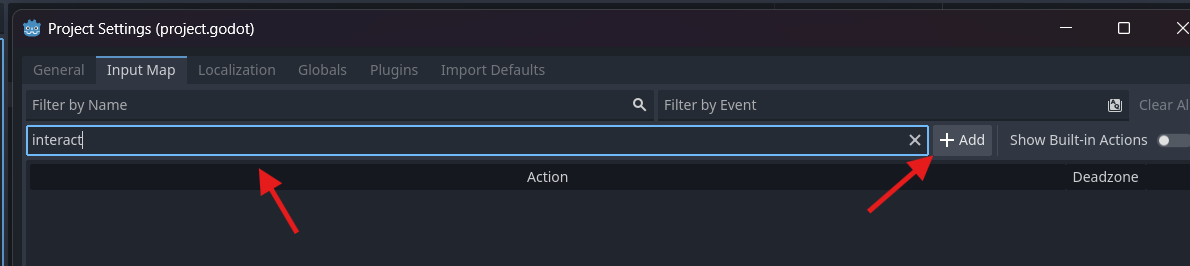 Project Settings (project.godot)
General Input Map Localization Globals Plugins Import Defaults
Filter by Name Filter by Event Clear Al
interact Add Show Built-in Actions
Action Deadzone